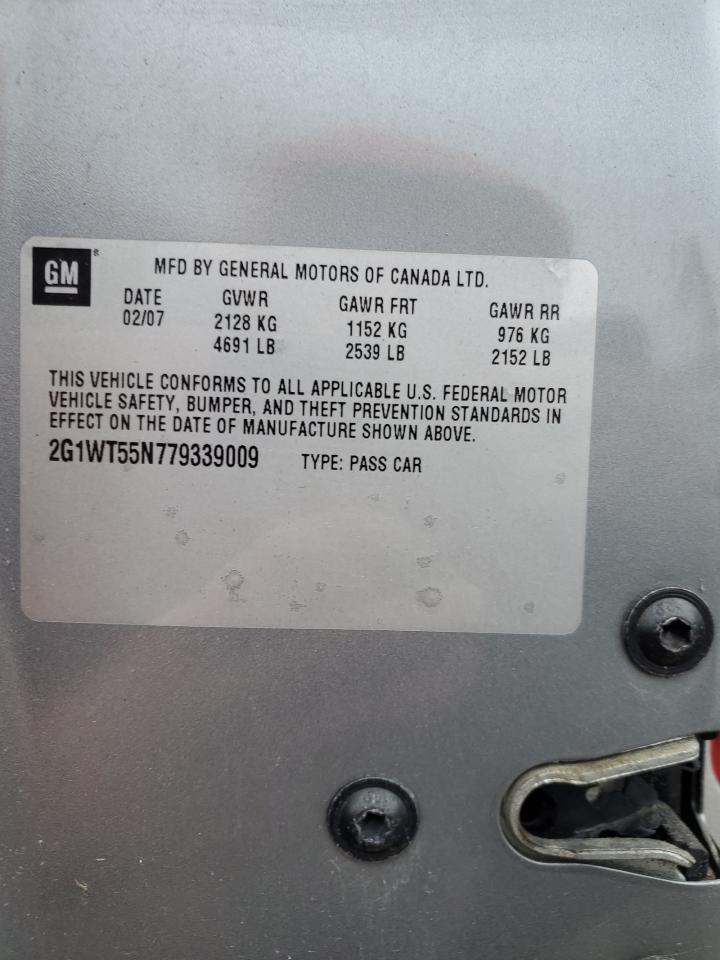 GM
MFD BY GENERAL MOTORS OF CANADA LTD.
DATE GVWR GAWR FRT GAWR RR
02/07 2128 KG 1152 KG 976 KG
4691 LB 2539 LB 2152 LB
THIS VEHICLE CONFORMS TO ALL APPLICABLE U.S. FEDERAL MOTOR
VEHICLE SAFETY, BUMPER, AND THEFT PREVENTION STANDARDS IN
EFFECT ON THE DATE OF MANUFACTURE SHOWN ABOVE.
2G1WT55N779339009 TYPE: PASS CAR